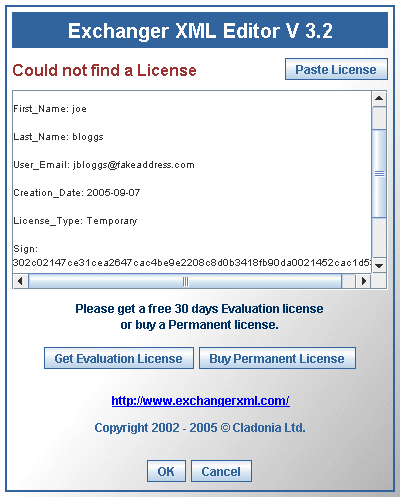 Exchanger XML Editor V 3.2
Could not find a License
Paste License
First_Name: joe
Last_Name: bloggs
User_Email: jbloggs@fakeaddress.com
Creation_Date: 2005-09-07
License_Type: Temporary
Sign:
302c02147ce31cea2647cac4be9e2208c8d0b3418fb90da0021452cac1d53
Please get a free 30 days Evaluation license
or buy a Permanent license.
Get Evaluation License
Buy Permanent License
http://www.exchangerxml.com/
Copyright 2002 - 2005 © Cladonia Ltd.
OK
Cancel